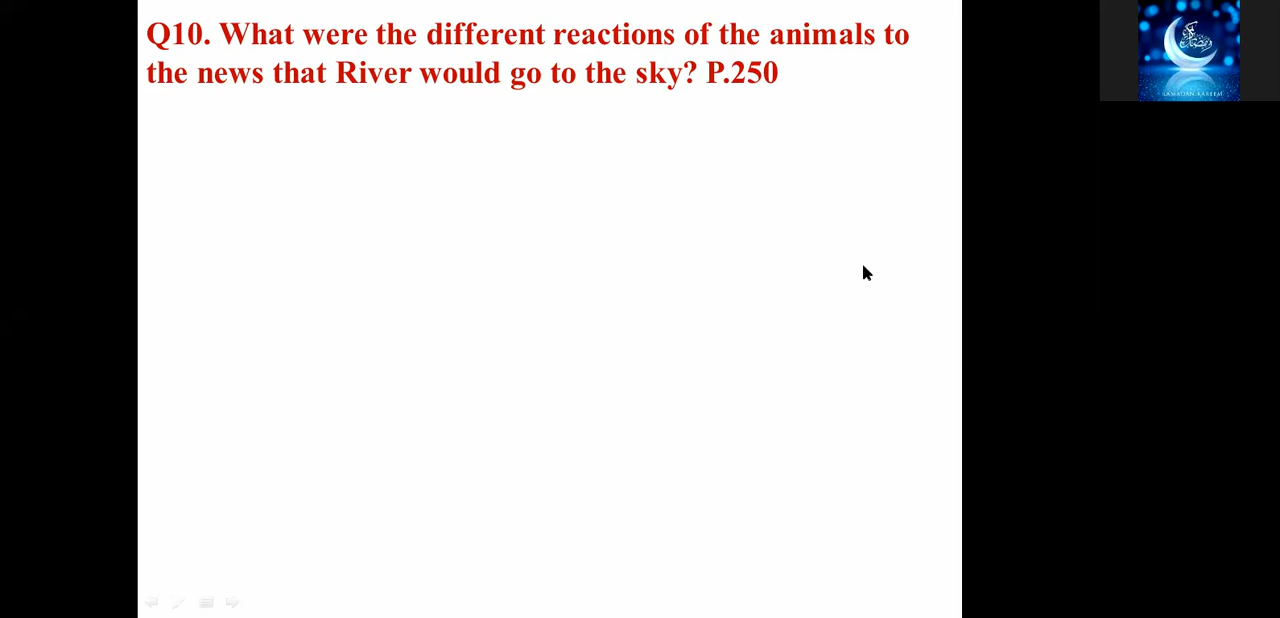 Q10. What were the different reactions of the animals to
the news that River would go to the sky? P.250
RAMADAN KAREEM